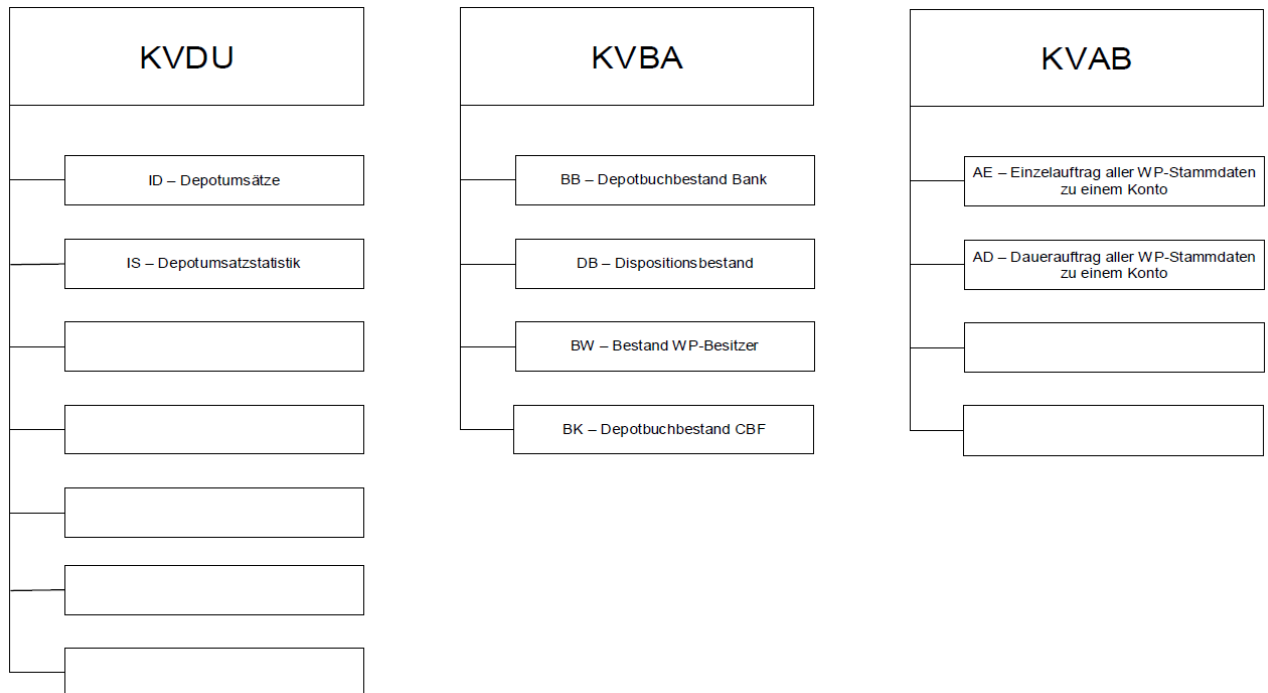 KVDU
ID – Depotumsätze
IS – Depotumsatzstatistik
KVBA
BB – Depotbuchbestand Bank
DB – Dispositionsbestand
BW – Bestand WP-Besitzer
BK – Depotbuchbestand CBF
KVAB
AE – Einzelauftrag aller WP-Stammdaten
zu einem Konto
AD – Dauerauftrag aller WP-Stammdaten
zu einem Konto